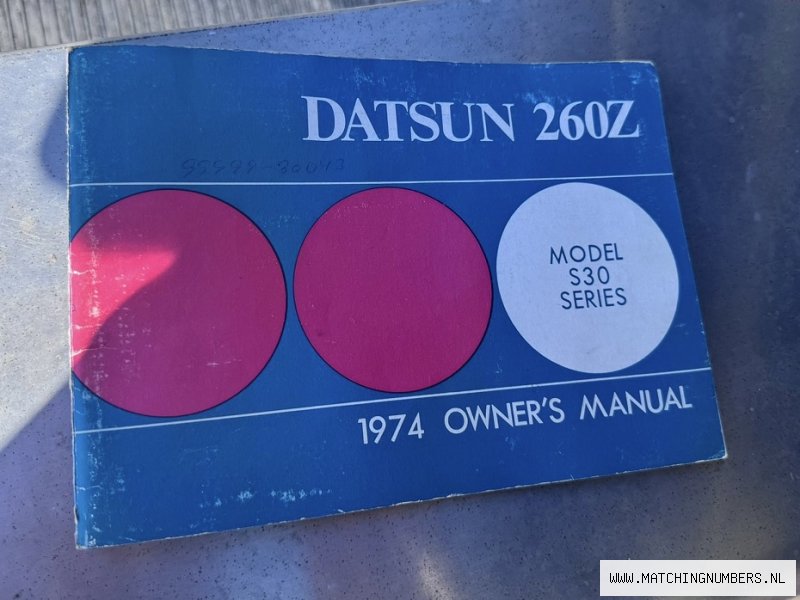 DATSUN 260Z
MODEL
S30
SERIES
1974 OWNER'S MANUAL
WWW.MATCHINGNUMBERS.NL